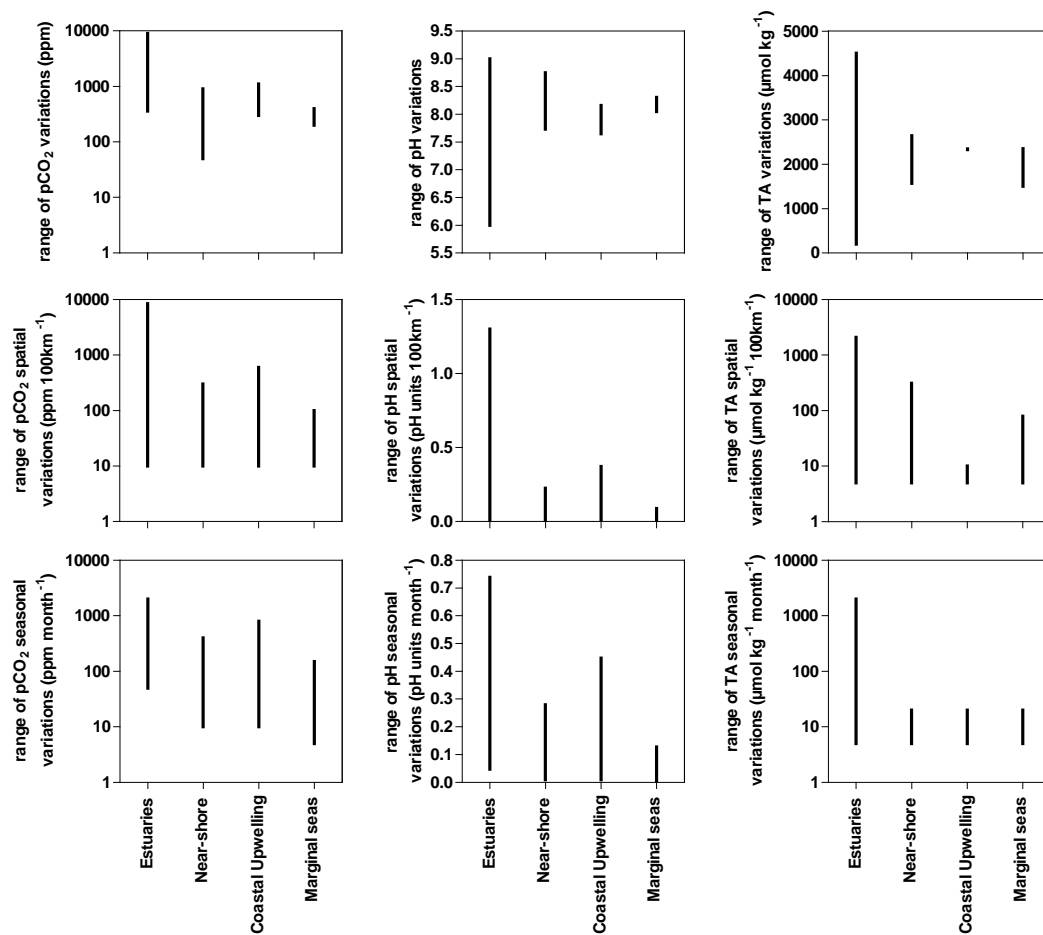 range of pCO₂ variations (ppm)
10000
1000
100
10
1
range of pH variations
9.5
9.0
8.5
8.0
7.5
7.0
6.5
6.0
5.5
range of TA variations (µmol kg⁻¹)
5000
4000
3000
2000
1000
0
range of pCO₂ spatial
variations (ppm 100km⁻¹)
10000
1000
100
10
1
range of pH spatial
variations (pH units 100km⁻¹)
1.5
1.0
0.5
0.0
range of TA spatial
variations (µmol kg⁻¹ 100km⁻¹)
10000
1000
100
10
1
range of pCO₂ seasonal
variations (ppm month⁻¹)
10000
1000
100
10
1
range of pH seasonal
variations (pH units month⁻¹)
0.8
0.7
0.6
0.5
0.4
0.3
0.2
0.1
0.0
range of TA seasonal
variations (µmol kg⁻¹ month⁻¹)
10000
1000
100
10
1
Estuaries
Near-shore
Coastal Upwelling
Marginal seas
Estuaries
Near-shore
Coastal Upwelling
Marginal seas
Estuaries
Near-shore
Coastal Upwelling
Marginal seas